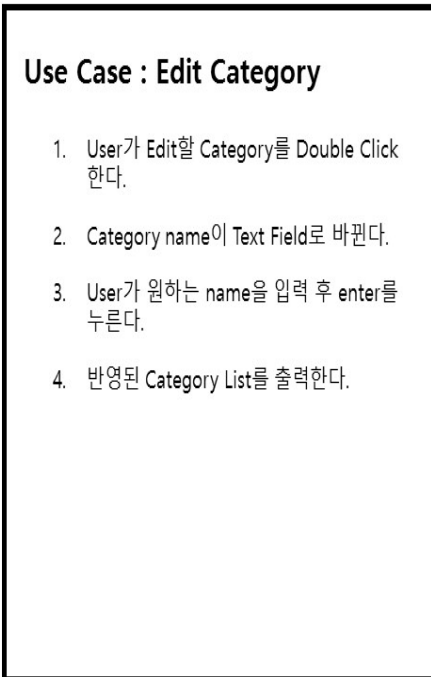 Use Case : Edit Category
1. User가 Edit할 Category를 Double Click
한다.
2. Category name이 Text Field로 바뀐다.
3. User가 원하는 name을 입력 후 enter를
누른다.
4. 반영된 Category List를 출력한다.